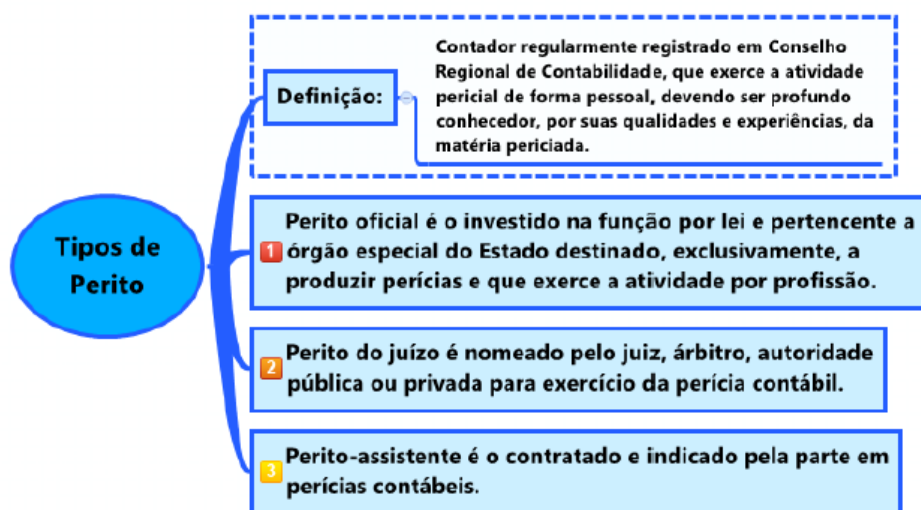 Tipos de
Perito
Definição:
Contador regularmente registrado em Conselho
Regional de Contabilidade, que exerce a atividade
pericial de forma pessoal, devendo ser profundo
conhecedor, por suas qualidades e experiências, da
matéria periciada.
1
Perito oficial é o investido na função por lei e pertencente a
órgão especial do Estado destinado, exclusivamente, a
produzir perícias e que exerce a atividade por profissão.
2
Perito do juízo é nomeado pelo juiz, árbitro, autoridade
pública ou privada para exercício da perícia contábil.
3
Perito-assistente é o contratado e indicado pela parte em
perícias contábeis.